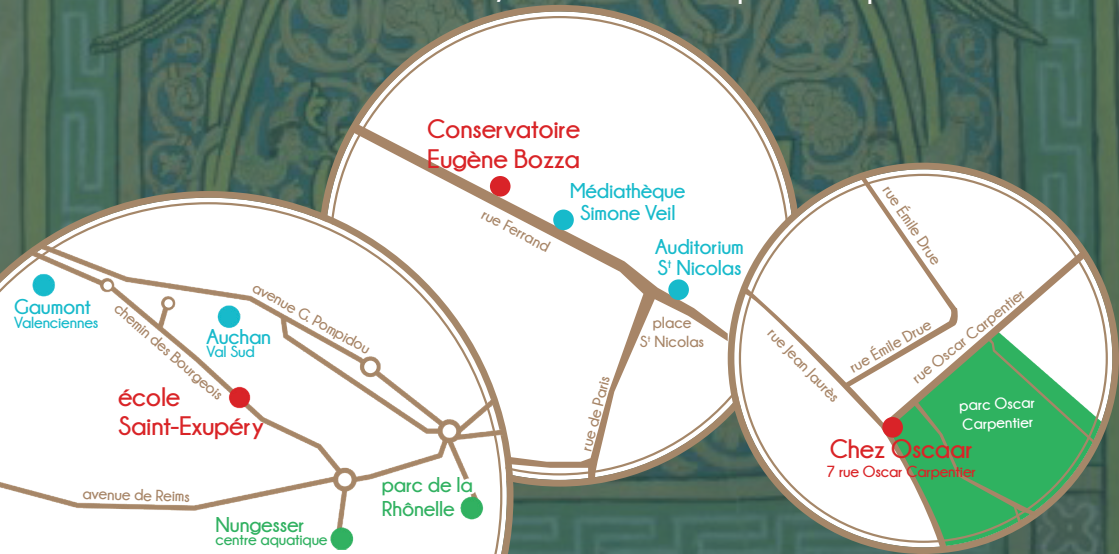 Conservatoire
Eugène Bozza
Médiathèque
Simone Veil
rue Ferrand
Auditorium
Sᵗ Nicolas
place
Sᵗ Nicolas
rue de Paris
Gaumont
Valenciennes
avenue G. Pompidou
chemin des Bourgeois
Auchan
Val Sud
école
Saint-Exupéry
avenue de Reims
parc de la
Rhônelle
Nungesser
centre aquatique
rue Émile Drue
rue Jean Jaurès
rue Émile Drue
rue Oscar Carpentier
parc Oscar
Carpentier
Chez Oscaar
7 rue Oscar Carpentier